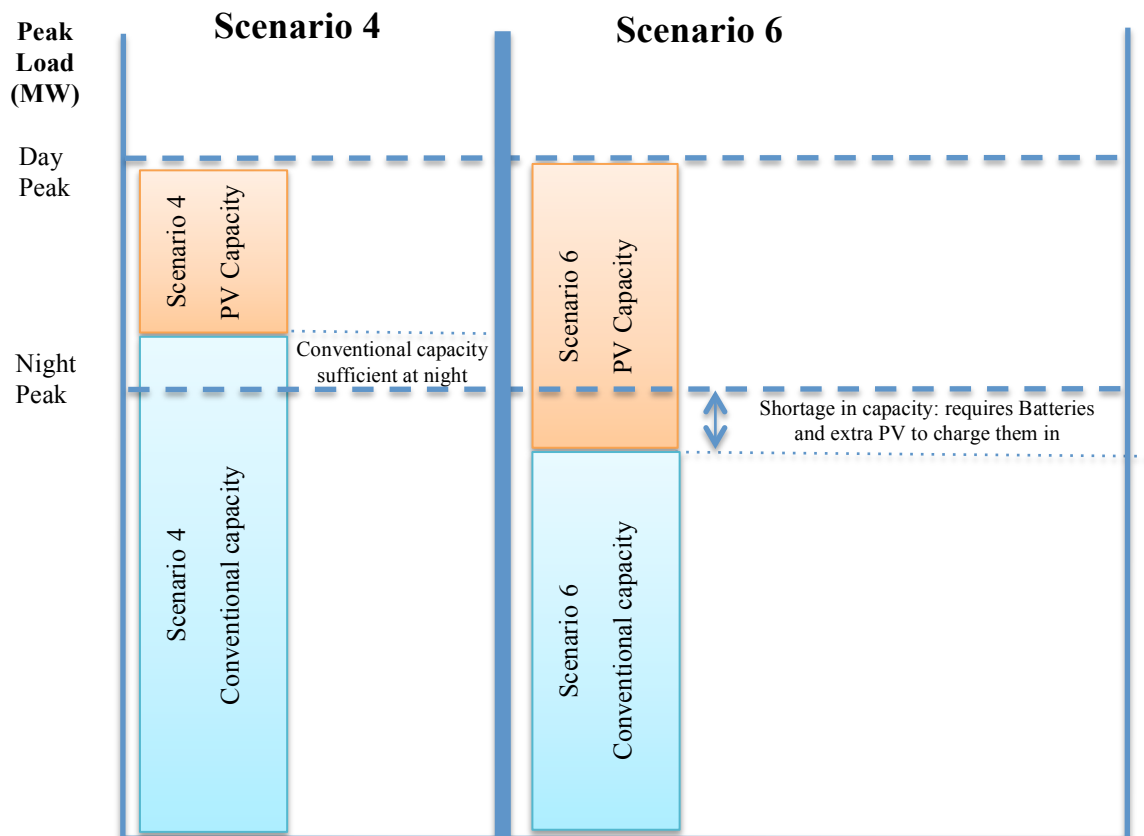 Peak
Load
(MW)
Scenario 4
Scenario 6
Day
Peak
Night
Peak
Scenario 4
PV Capacity
Conventional capacity
sufficient at night
Scenario 4
Conventional capacity
Scenario 6
PV Capacity
Shortage in capacity: requires Batteries
and extra PV to charge them in
Scenario 6
Conventional capacity